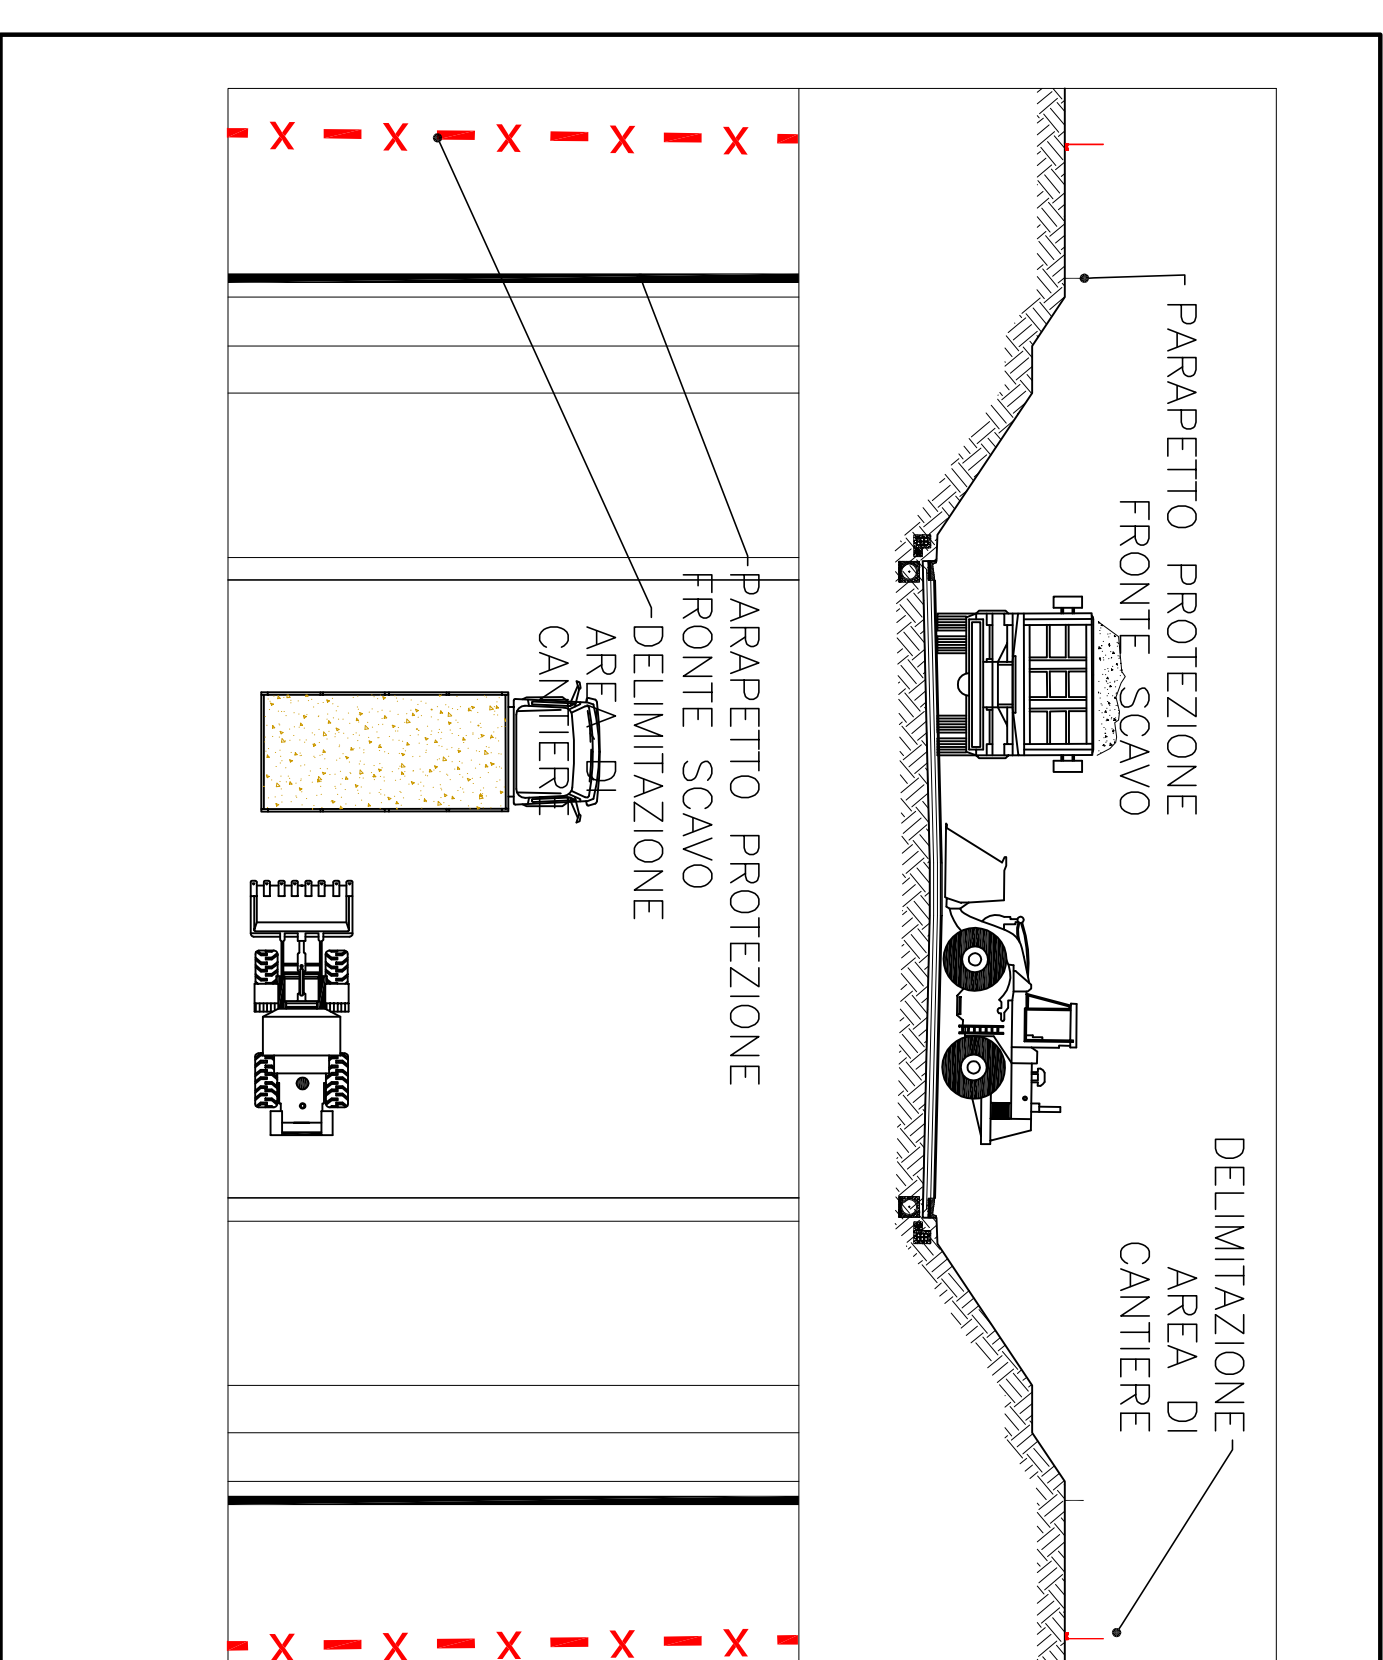 PARAPETTO PROTEZIONE
FRONTE SCAVO
DELIMITAZIONE
AREA DI
CANTIERE
PARAPETTO PROTEZIONE
FRONTE SCAVO
DELIMITAZIONE
AREA DI
CANTIERE
X X X X X
X X X X X